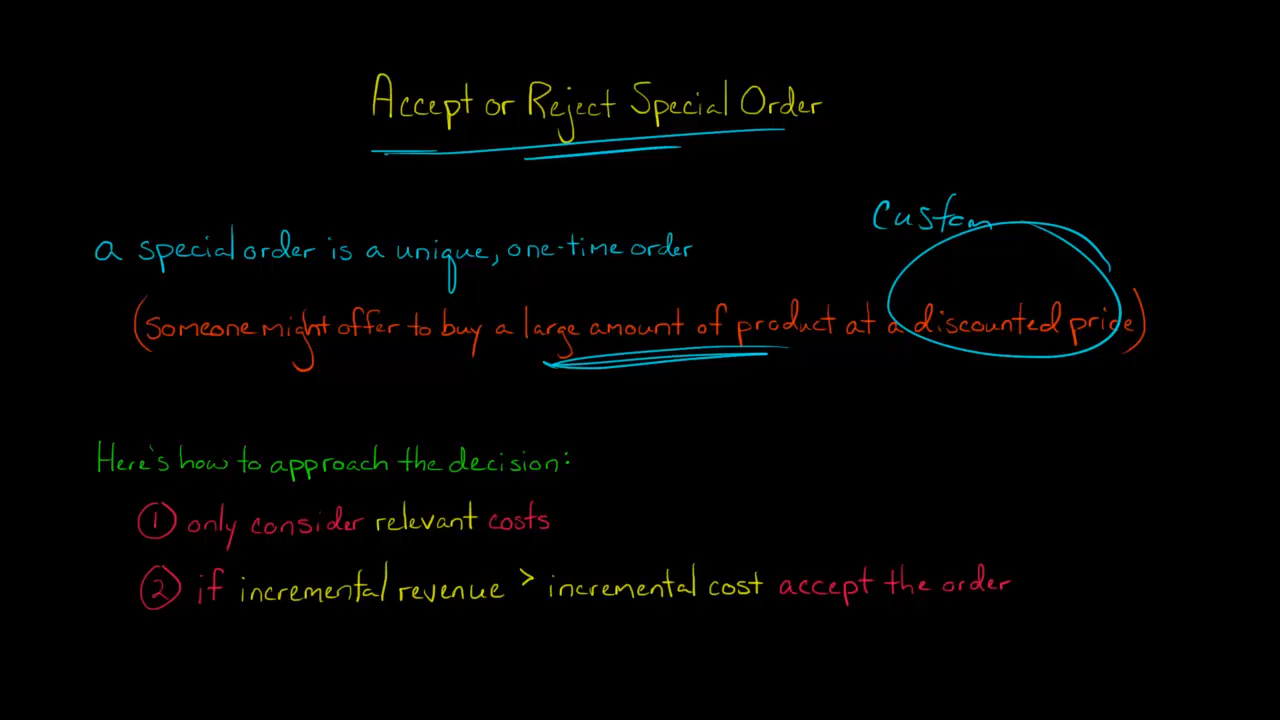 Accept or Reject Special Order
Custom
a special order is a unique, one-time order
(someone might offer to buy a large amount of product at a discounted price)
Here's how to approach the decision:
① only consider relevant costs
② if incremental revenue > incremental cost accept the order